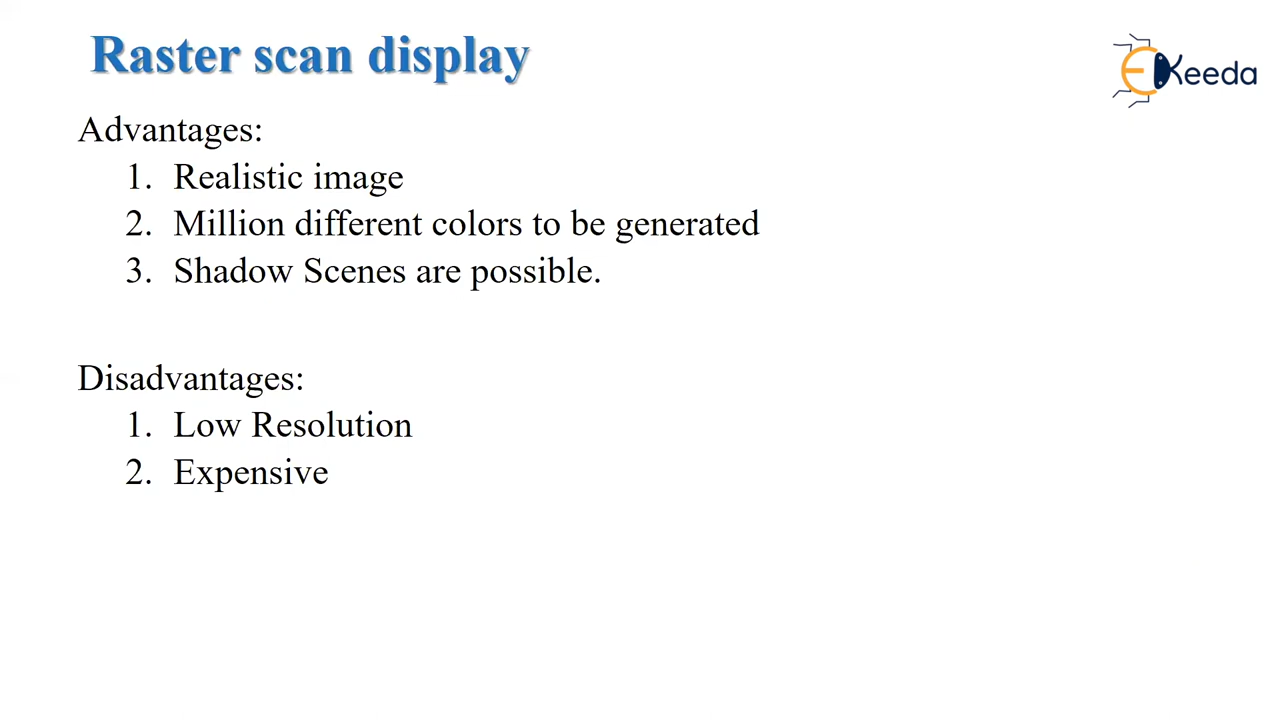 Raster scan display
EKeeda
Advantages:
1. Realistic image
2. Million different colors to be generated
3. Shadow Scenes are possible.
Disadvantages:
1. Low Resolution
2. Expensive